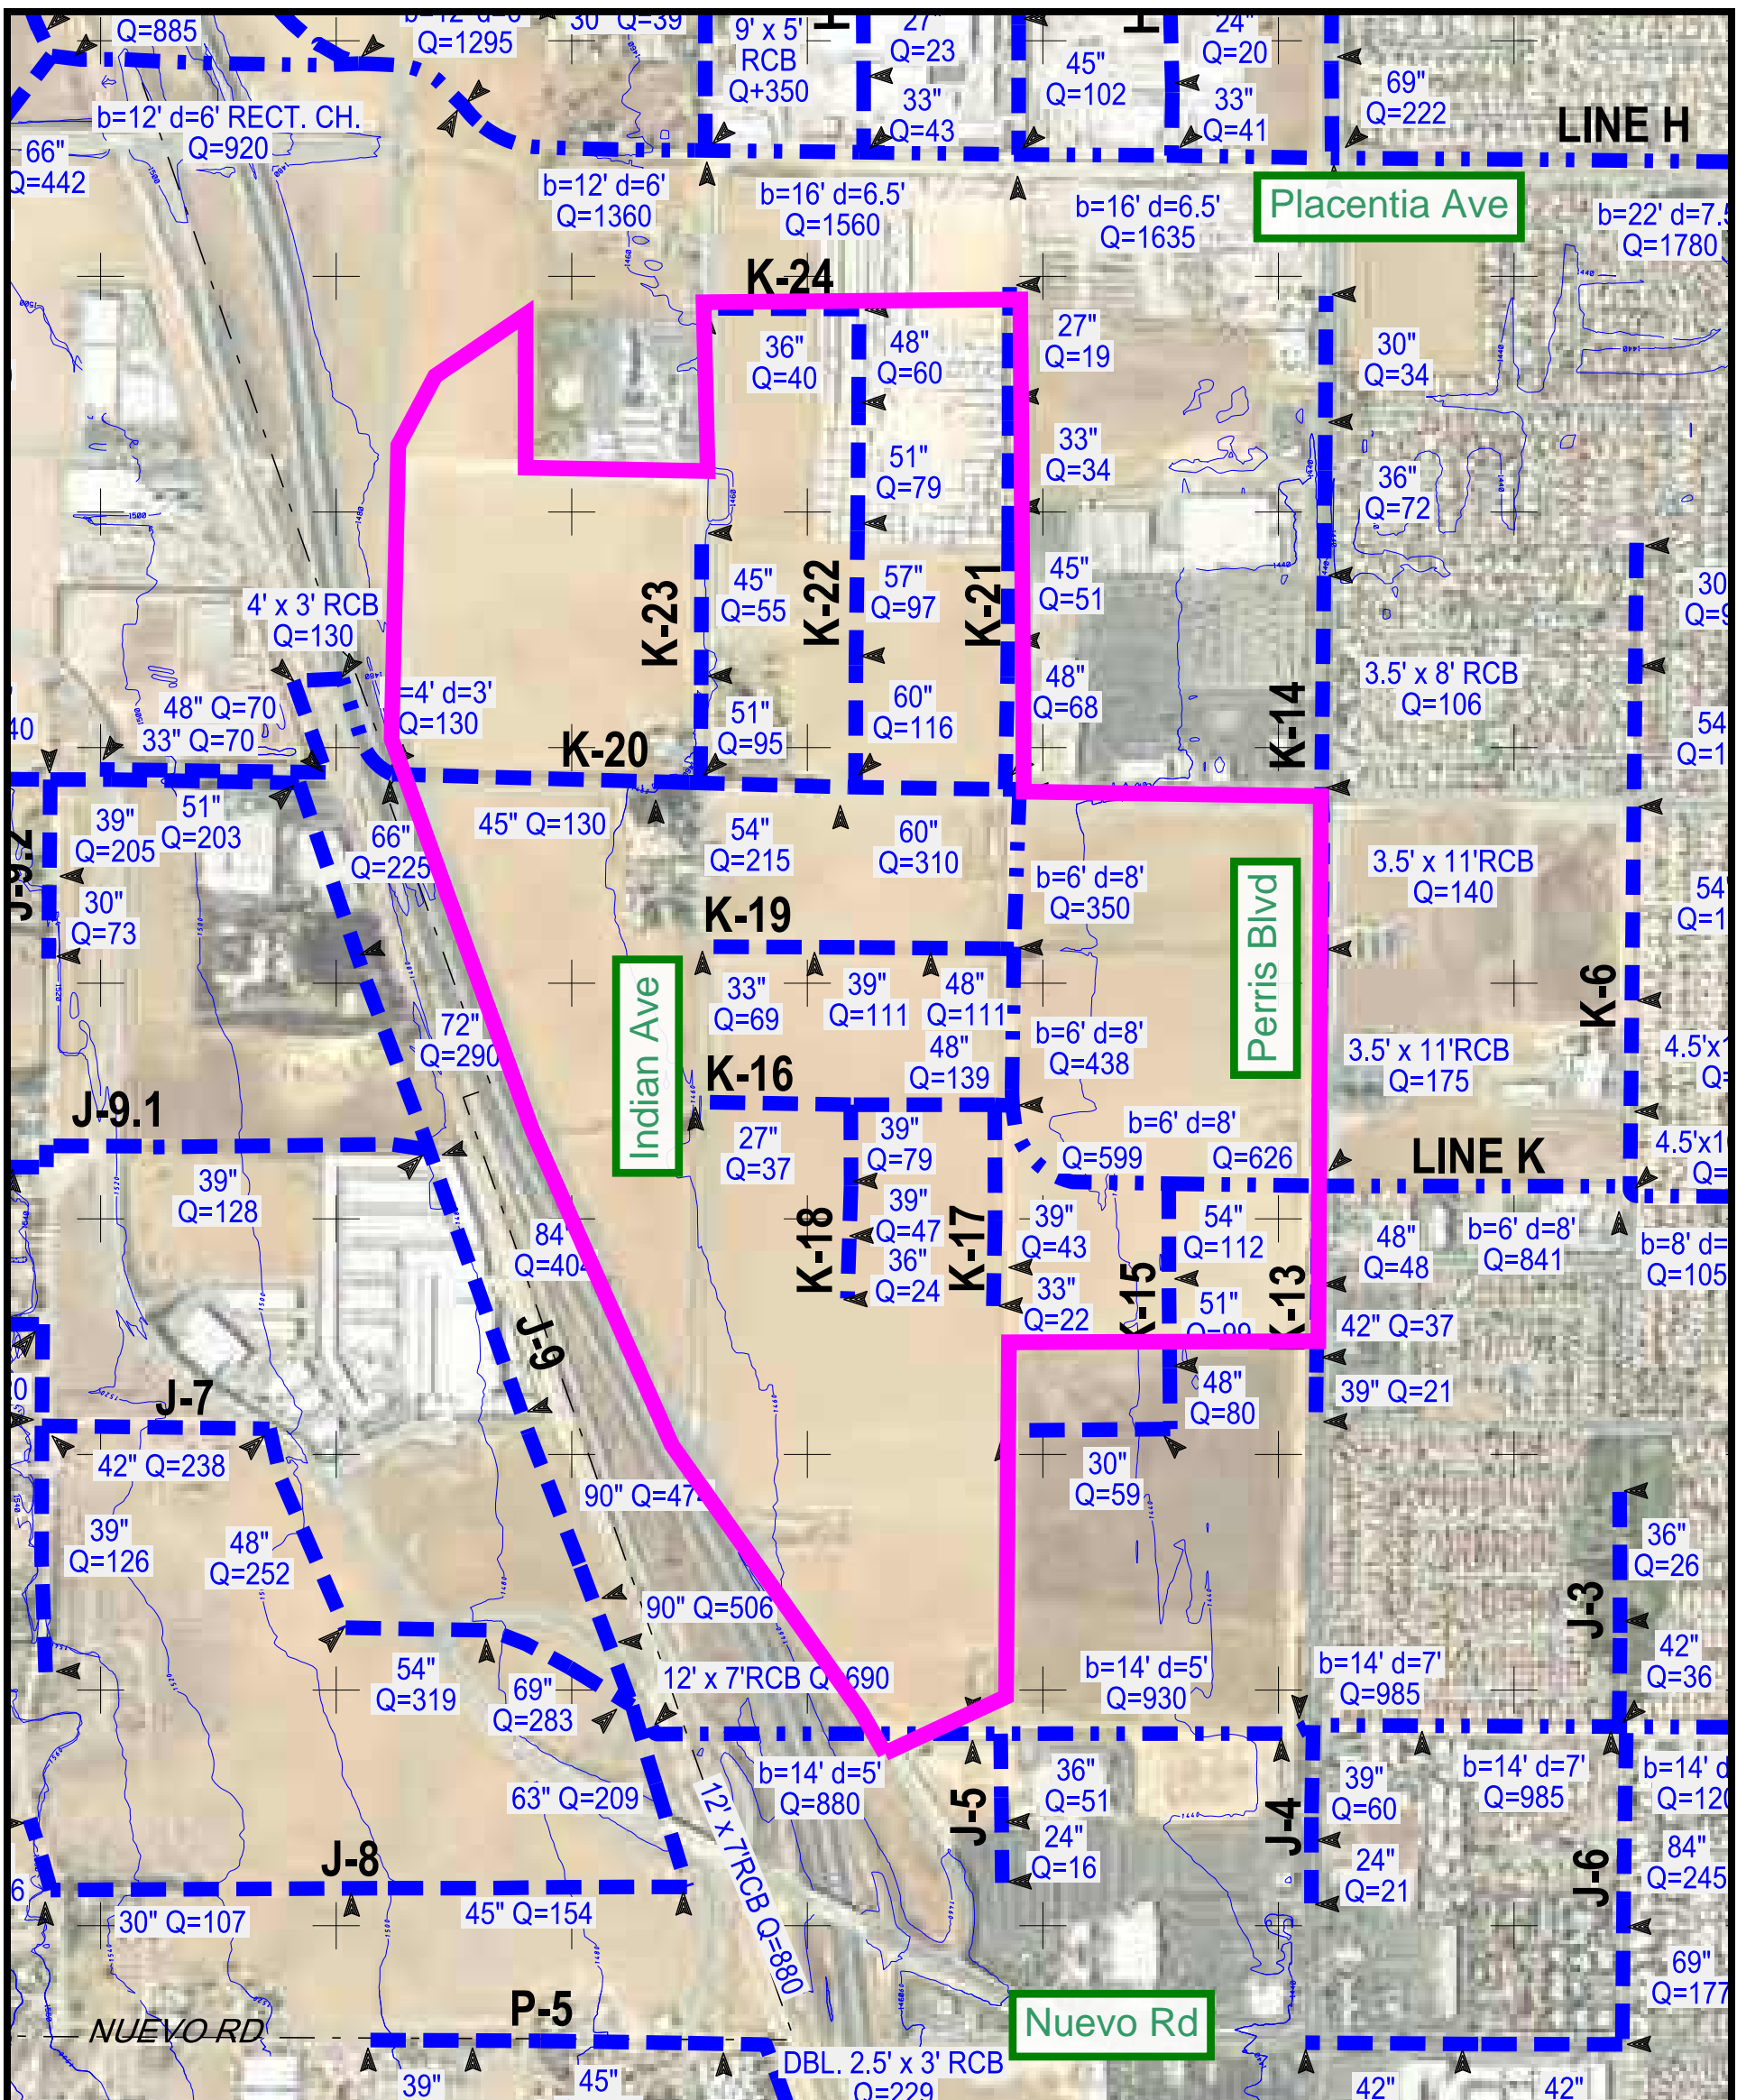 Q=885
Q=1295
30" Q=39
9' x 5'
RCB
Q+350
27"
Q=23
33"
Q=43
45"
Q=102
24"
Q=20
33"
Q=41
69"
Q=222
LINE H
b=12' d=6' RECT. CH.
Q=920
66"
Q=442
b=12' d=6'
Q=1360
b=16' d=6.5'
Q=1560
b=16' d=6.5'
Q=1635
Placentia Ave
b=22' d=7.5
Q=1780
K-24
36"
Q=40
48"
Q=60
27"
Q=19
30"
Q=34
51"
Q=79
33"
Q=34
36"
Q=72
K-23
45"
Q=55
K-22
57"
Q=97
K-21
45"
Q=51
4' x 3' RCB
Q=130
=4' d=3'
Q=130
48" Q=70
33" Q=70
51"
Q=95
60"
Q=116
48"
Q=68
K-14
3.5' x 8' RCB
Q=106
K-20
J-9.2
39"
Q=205
51"
Q=203
66"
Q=225
45" Q=130
54"
Q=215
60"
Q=310
b=6' d=8'
Q=350
Perris Blvd
3.5' x 11'RCB
Q=140
30"
Q=73
K-19
33"
Q=69
39"
Q=111
48"
Q=111
K-6
Indian Ave
72"
Q=290
48"
Q=139
b=6' d=8'
Q=438
3.5' x 11'RCB
Q=175
J-9.1
K-16
27"
Q=37
39"
Q=79
b=6' d=8'
Q=599
Q=626
LINE K
39"
Q=128
K-18
39"
Q=47
36"
Q=24
K-17
39"
Q=43
33"
Q=22
K-15
54"
Q=112
51"
Q=99
K-13
48"
Q=48
b=6' d=8'
Q=841
b=8' d=
Q=105
84"
Q=404
J-9
42" Q=37
39" Q=21
J-7
48"
Q=80
42" Q=238
30"
Q=59
90" Q=474
39"
Q=126
48"
Q=252
36"
Q=26
J-3
90" Q=506
42"
Q=36
54"
Q=319
69"
Q=283
12' x 7'RCB Q=690
b=14' d=5'
Q=930
b=14' d=7'
Q=985
63" Q=209
b=14' d=5'
Q=880
J-5
36"
Q=51
24"
Q=16
J-4
39"
Q=60
24"
Q=21
b=14' d=7'
Q=985
J-6
84"
Q=245
J-8
30" Q=107
45" Q=154
12' x 7'RCB Q=880
69"
Q=177
P-5
NUEVO RD
Nuevo Rd
39"
45"
DBL. 2.5' x 3' RCB
Q=229
42"
42"